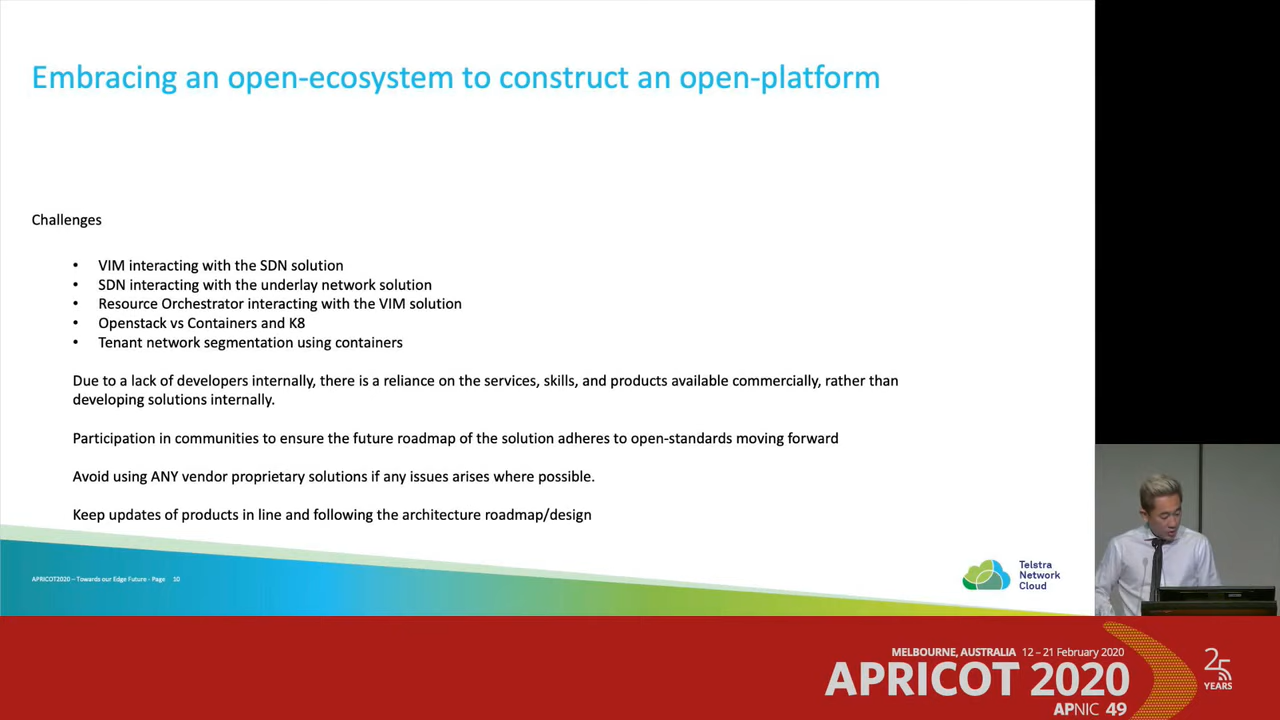 Embracing an open-ecosystem to construct an open-platform
Challenges
• VIM interacting with the SDN solution
• SDN interacting with the underlay network solution
• Resource Orchestrator interacting with the VIM solution
• Openstack vs Containers and K8
• Tenant network segmentation using containers
Due to a lack of developers internally, there is a reliance on the services, skills, and products available commercially, rather than
developing solutions internally.
Participation in communities to ensure the future roadmap of the solution adheres to open-standards moving forward
Avoid using ANY vendor proprietary solutions if any issues arises where possible.
Keep updates of products in line and following the architecture roadmap/design
APRICOT2020 – Towards our Edge Future - Page 10
Telstra
Network
Cloud
MELBOURNE, AUSTRALIA 12 – 21 February 2020
APRICOT 2020
APNIC 49
25
YEARS